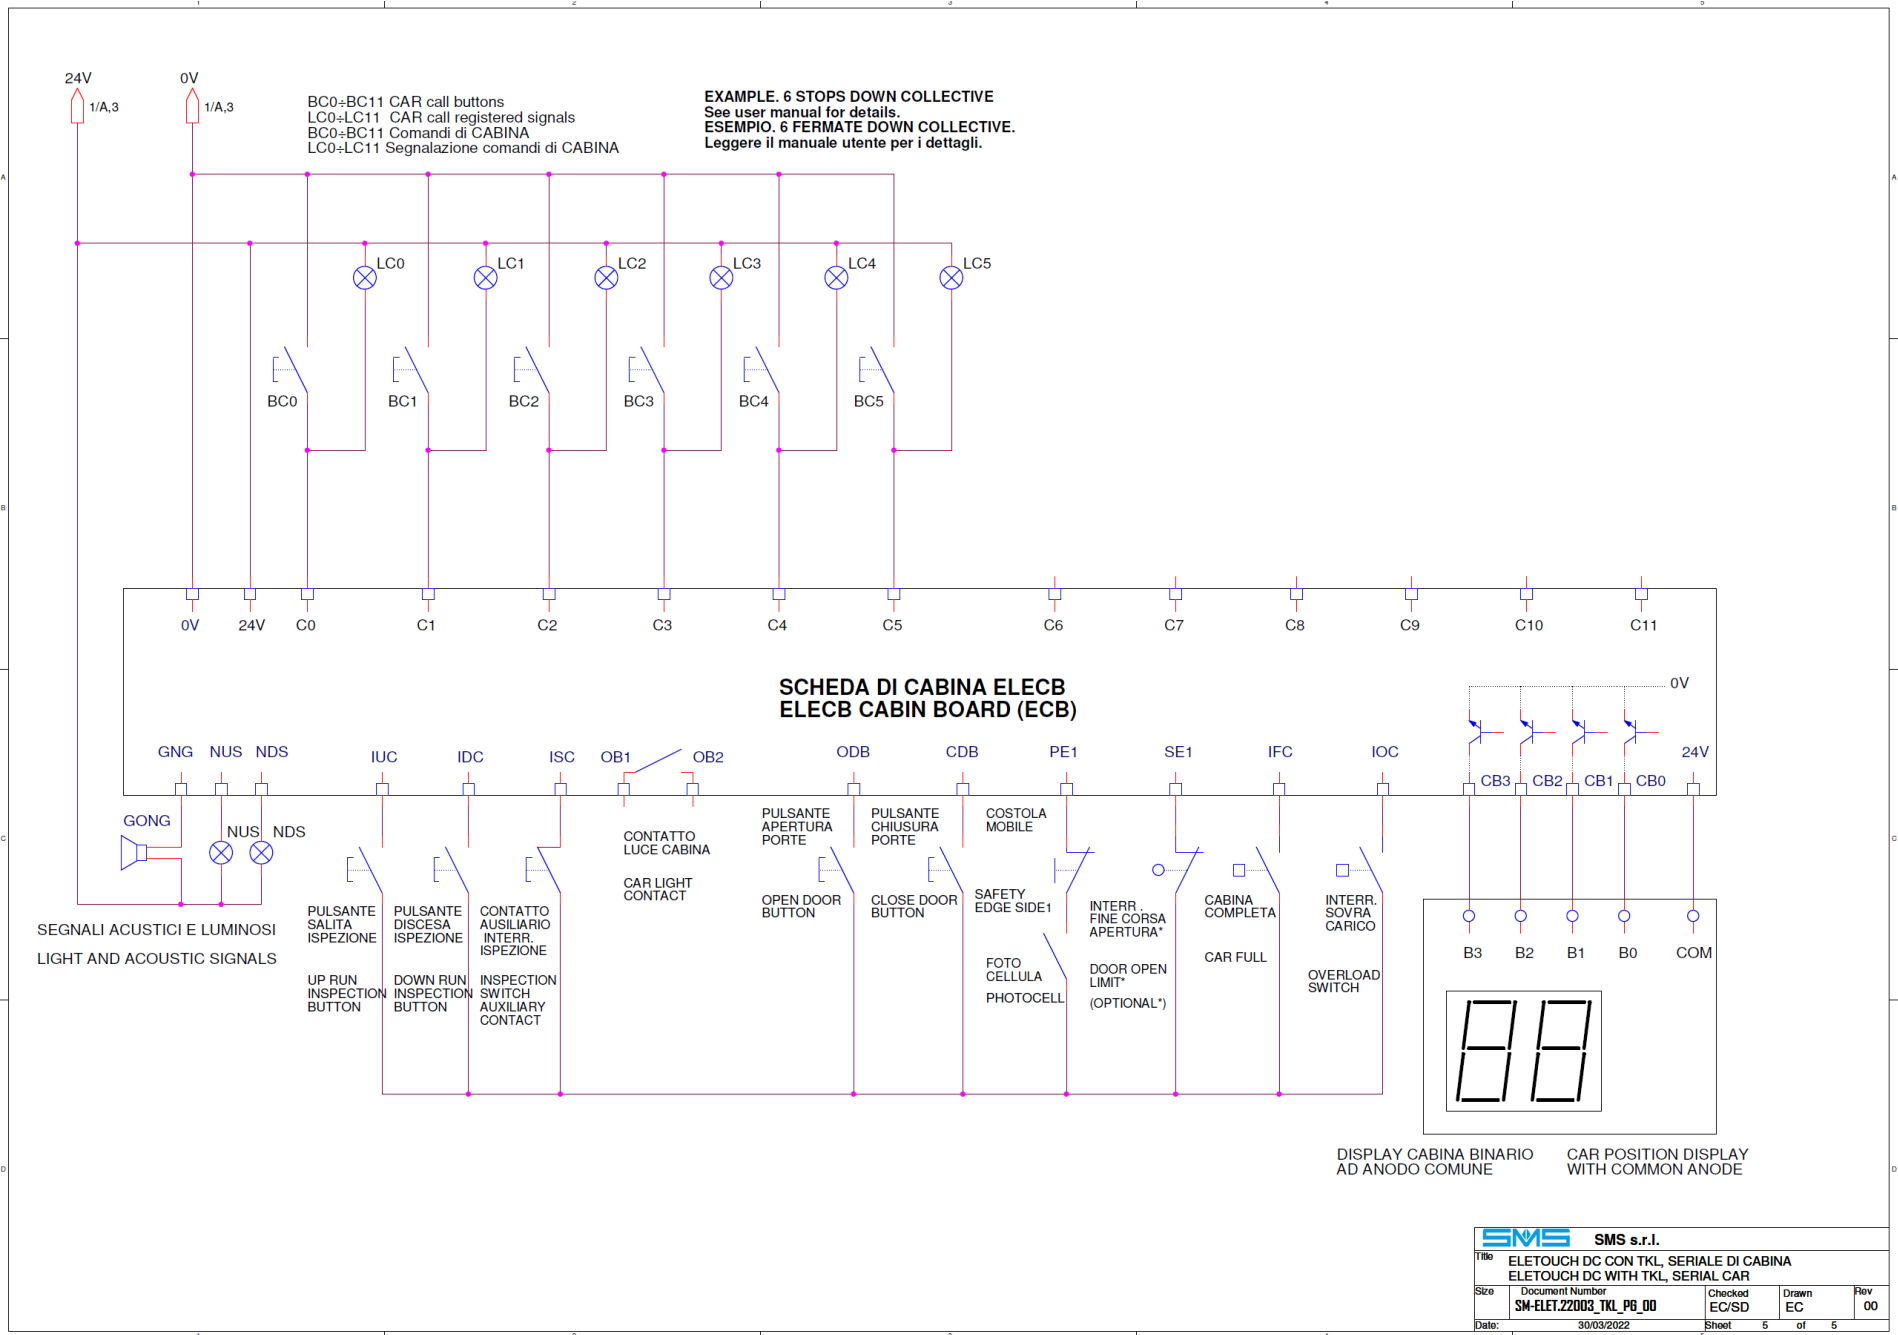 1 2 3 4 5
24V 0V
1/A,3 1/A,3
BC0÷BC11 CAR call buttons
LC0÷LC11 CAR call registered signals
BC0÷BC11 Comandi di CABINA
LC0÷LC11 Segnalazione comandi di CABINA
EXAMPLE. 6 STOPS DOWN COLLECTIVE
See user manual for details.
ESEMPIO. 6 FERMATE DOWN COLLECTIVE.
Leggere il manuale utente per i dettagli.
A A
LC0 LC1 LC2 LC3 LC4 LC5
BC0 BC1 BC2 BC3 BC4 BC5
B B
0V 24V C0 C1 C2 C3 C4 C5 C6 C7 C8 C9 C10 C11
SCHEDA DI CABINA ELECB
ELECB CABIN BOARD (ECB)
0V
GNG NUS NDS IUC IDC ISC OB1 OB2 ODB CDB PE1 SE1 IFC IOC 24V
CB3 CB2 CB1 CB0
C C
GONG
NUS NDS
SEGNALI ACUSTICI E LUMINOSI
LIGHT AND ACOUSTIC SIGNALS
PULSANTE
SALITA
ISPEZIONE
UP RUN
INSPECTION
BUTTON
PULSANTE
DISCESA
ISPEZIONE
DOWN RUN
INSPECTION
BUTTON
CONTATTO
AUSILIARIO
INTERR.
ISPEZIONE
INSPECTION
SWITCH
AUXILIARY
CONTACT
CONTATTO
LUCE CABINA
CAR LIGHT
CONTACT
PULSANTE
APERTURA
PORTE
OPEN DOOR
BUTTON
PULSANTE
CHIUSURA
PORTE
CLOSE DOOR
BUTTON
COSTOLA
MOBILE
SAFETY
EDGE SIDE1
FOTO
CELLULA
PHOTOCELL
INTERR .
FINE CORSA
APERTURA*
DOOR OPEN
LIMIT*
(OPTIONAL*)
CABINA
COMPLETA
CAR FULL
INTERR.
SOVRA
CARICO
OVERLOAD
SWITCH
B3 B2 B1 B0 COM
DISPLAY CABINA BINARIO
AD ANODO COMUNE
CAR POSITION DISPLAY
WITH COMMON ANODE
D D
SMS SMS s.r.l.
Title
ELETOUCH DC CON TKL, SERIALE DI CABINA
ELETOUCH DC WITH TKL, SERIAL CAR
Size Document Number Checked Drawn Rev
SM-ELET.22003_TKL_PG_00 EC/SD EC 00
Date: 30/03/2022 Sheet 5 of 5
1 2 3 4 5